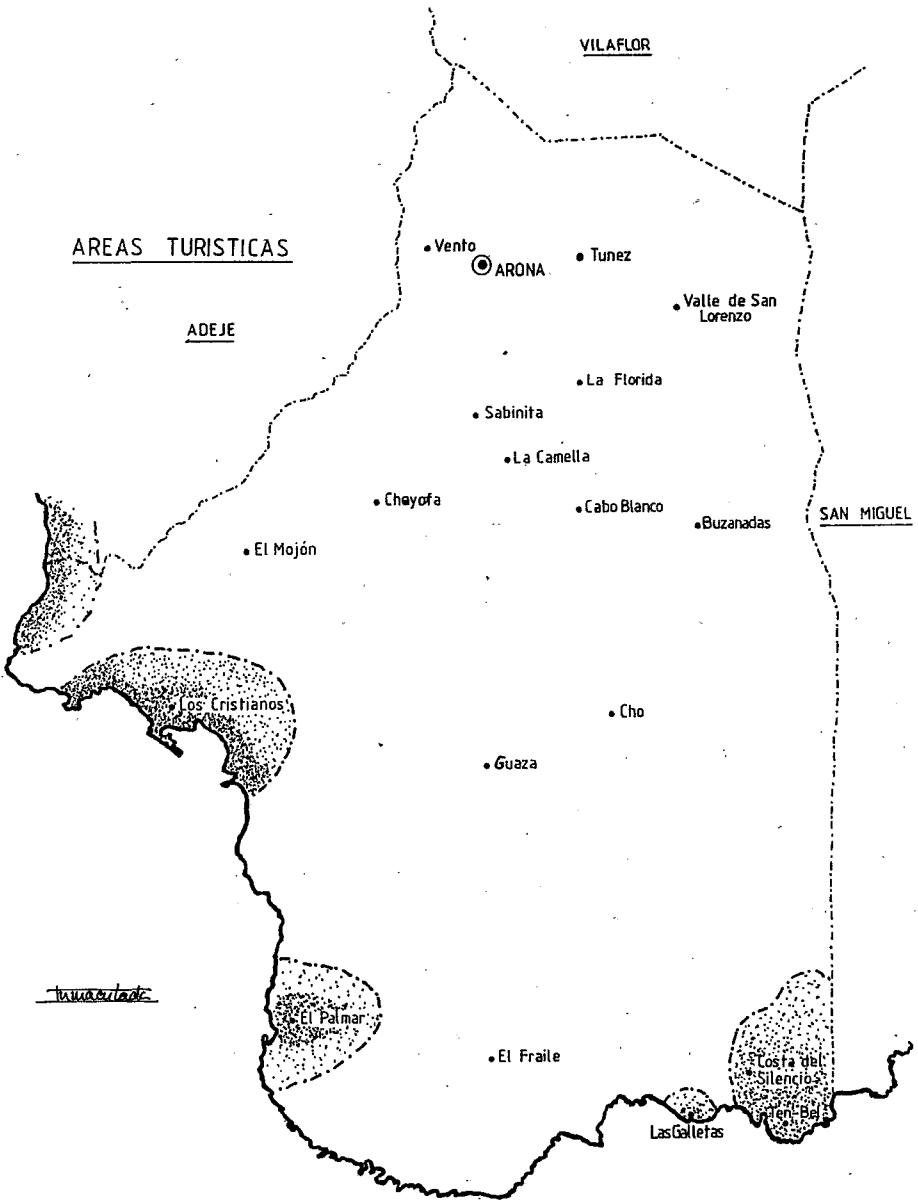 VILAFLOR
AREAS TURISTICAS
Vento
ARONA
Tunez
Valle de San
Lorenzo
ADEJE
La Florida
Sabinita
La Camella
Chayofa
Cabo Blanco
Buzanadas
SAN MIGUEL
El Mojón
Los Cristianos
Cho
Guaza
Inmaculada
El Palmar
El Fraile
Costa del
Silencio
Ten-Bel
Las Galletas